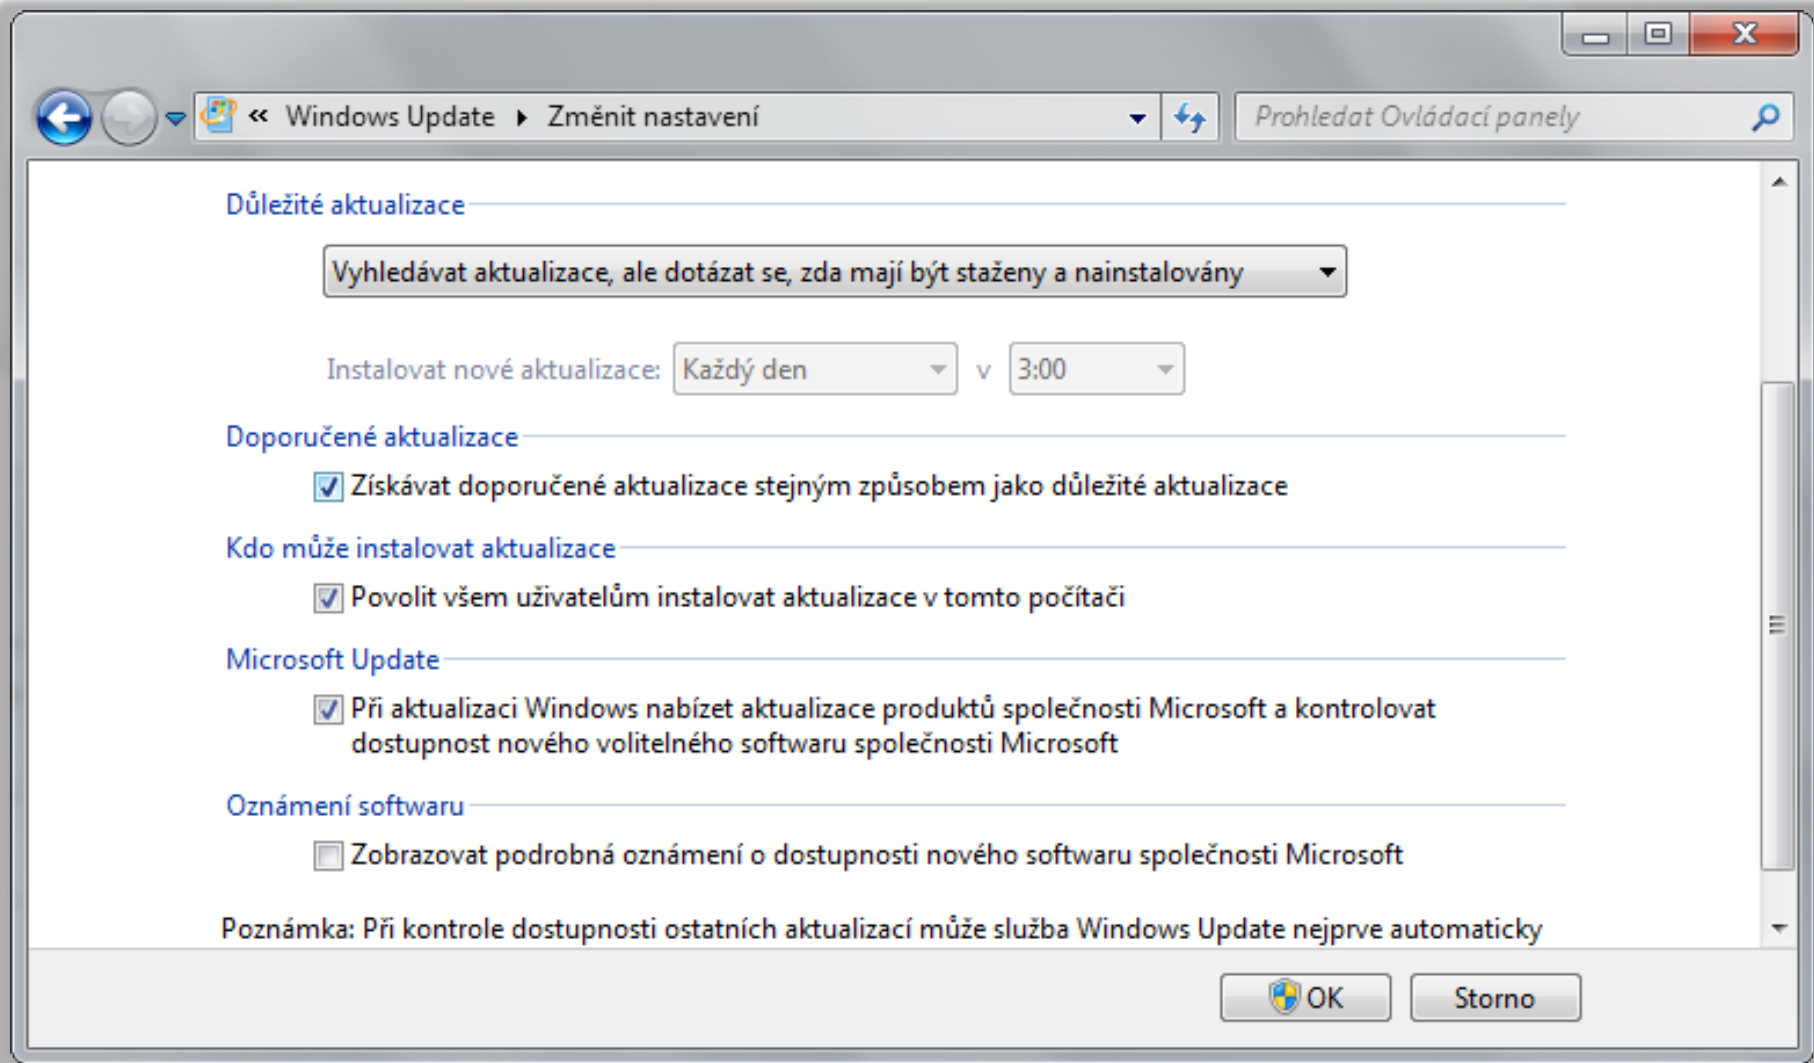 « Windows Update ▸ Změnit nastavení
Prohledat Ovládací panely
Důležité aktualizace
Vyhledávat aktualizace, ale dotázat se, zda mají být staženy a nainstalovány
Instalovat nové aktualizace: Každý den v 3:00
Doporučené aktualizace
Získávat doporučené aktualizace stejným způsobem jako důležité aktualizace
Kdo může instalovat aktualizace
Povolit všem uživatelům instalovat aktualizace v tomto počítači
Microsoft Update
Při aktualizaci Windows nabízet aktualizace produktů společnosti Microsoft a kontrolovat
dostupnost nového volitelného softwaru společnosti Microsoft
Oznámení softwaru
Zobrazovat podrobná oznámení o dostupnosti nového softwaru společnosti Microsoft
Poznámka: Při kontrole dostupnosti ostatních aktualizací může služba Windows Update nejprve automaticky
OK Storno